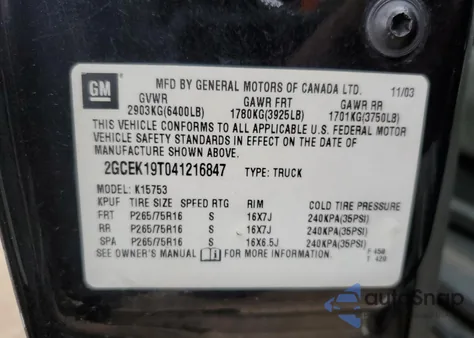 GM
MFD BY GENERAL MOTORS OF CANADA LTD. 11/03
GVWR GAWR FRT GAWR RR
2903KG(6400LB) 1780KG(3925LB) 1701KG(3750LB)
THIS VEHICLE CONFORMS TO ALL APPLICABLE U.S. FEDERAL MOTOR
VEHICLE SAFETY STANDARDS IN EFFECT ON THE DATE OF
MANUFACTURE SHOWN ABOVE.
2GCEK19T041216847 TYPE: TRUCK
MODEL: K15753
KPUF TIRE SIZE SPEED RTG RIM COLD TIRE PRESSURE
FRT P265/75R16 S 16X7J 240KPA(35PSI)
RR P265/75R16 S 16X7J 240KPA(35PSI)
SPA P265/75R16 S 16X6.5J 240KPA(35PSI)
SEE OWNER'S MANUAL i FOR MORE INFORMATION.
autoSnap